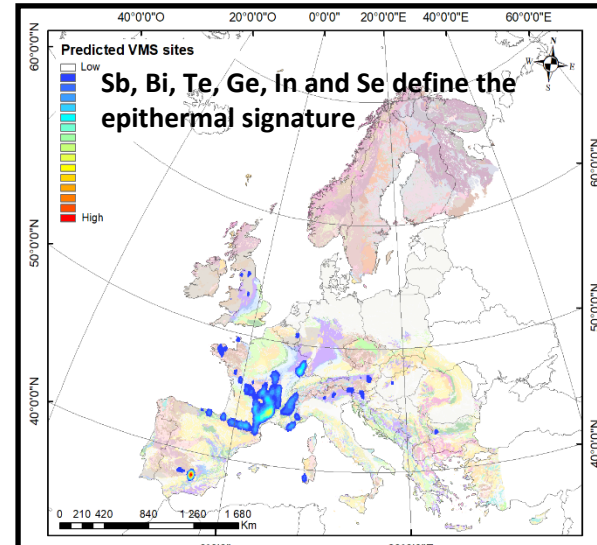 40°0'0"O 20°0'0"O 0°0'0" 20°0'0"E 40°0'0"E 60°0'0"E
60°0'0"N
Predicted VMS sites
Low
High
Sb, Bi, Te, Ge, In and Se define the
epithermal signature
N
W E
S
60°0'0"N
50°0'0"N
50°0'0"N
40°0'0"N
40°0'0"N
0 210 420 840 1 260 1 680
Km